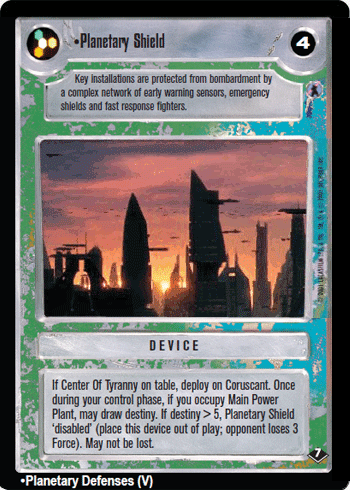 •Planetary Shield
4
Key installations are protected from bombardment by
a complex network of early warning sensors, emergency
shields and fast response fighters.
DEVICE
If Center Of Tyranny on table, deploy on Coruscant. Once
during your control phase, if you occupy Main Power
Plant, may draw destiny. If destiny > 5, Planetary Shield
‘disabled’ (place this device out of play; opponent loses 3
Force). May not be lost.
7
•Planetary Defenses (V)